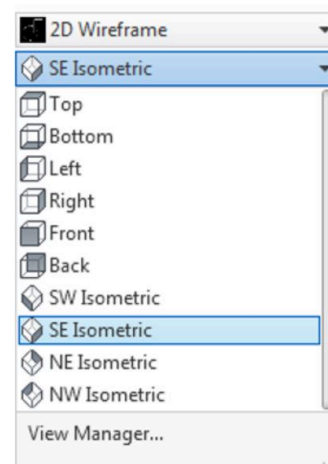 2D Wireframe
SE Isometric
Top
Bottom
Left
Right
Front
Back
SW Isometric
SE Isometric
NE Isometric
NW Isometric
View Manager...